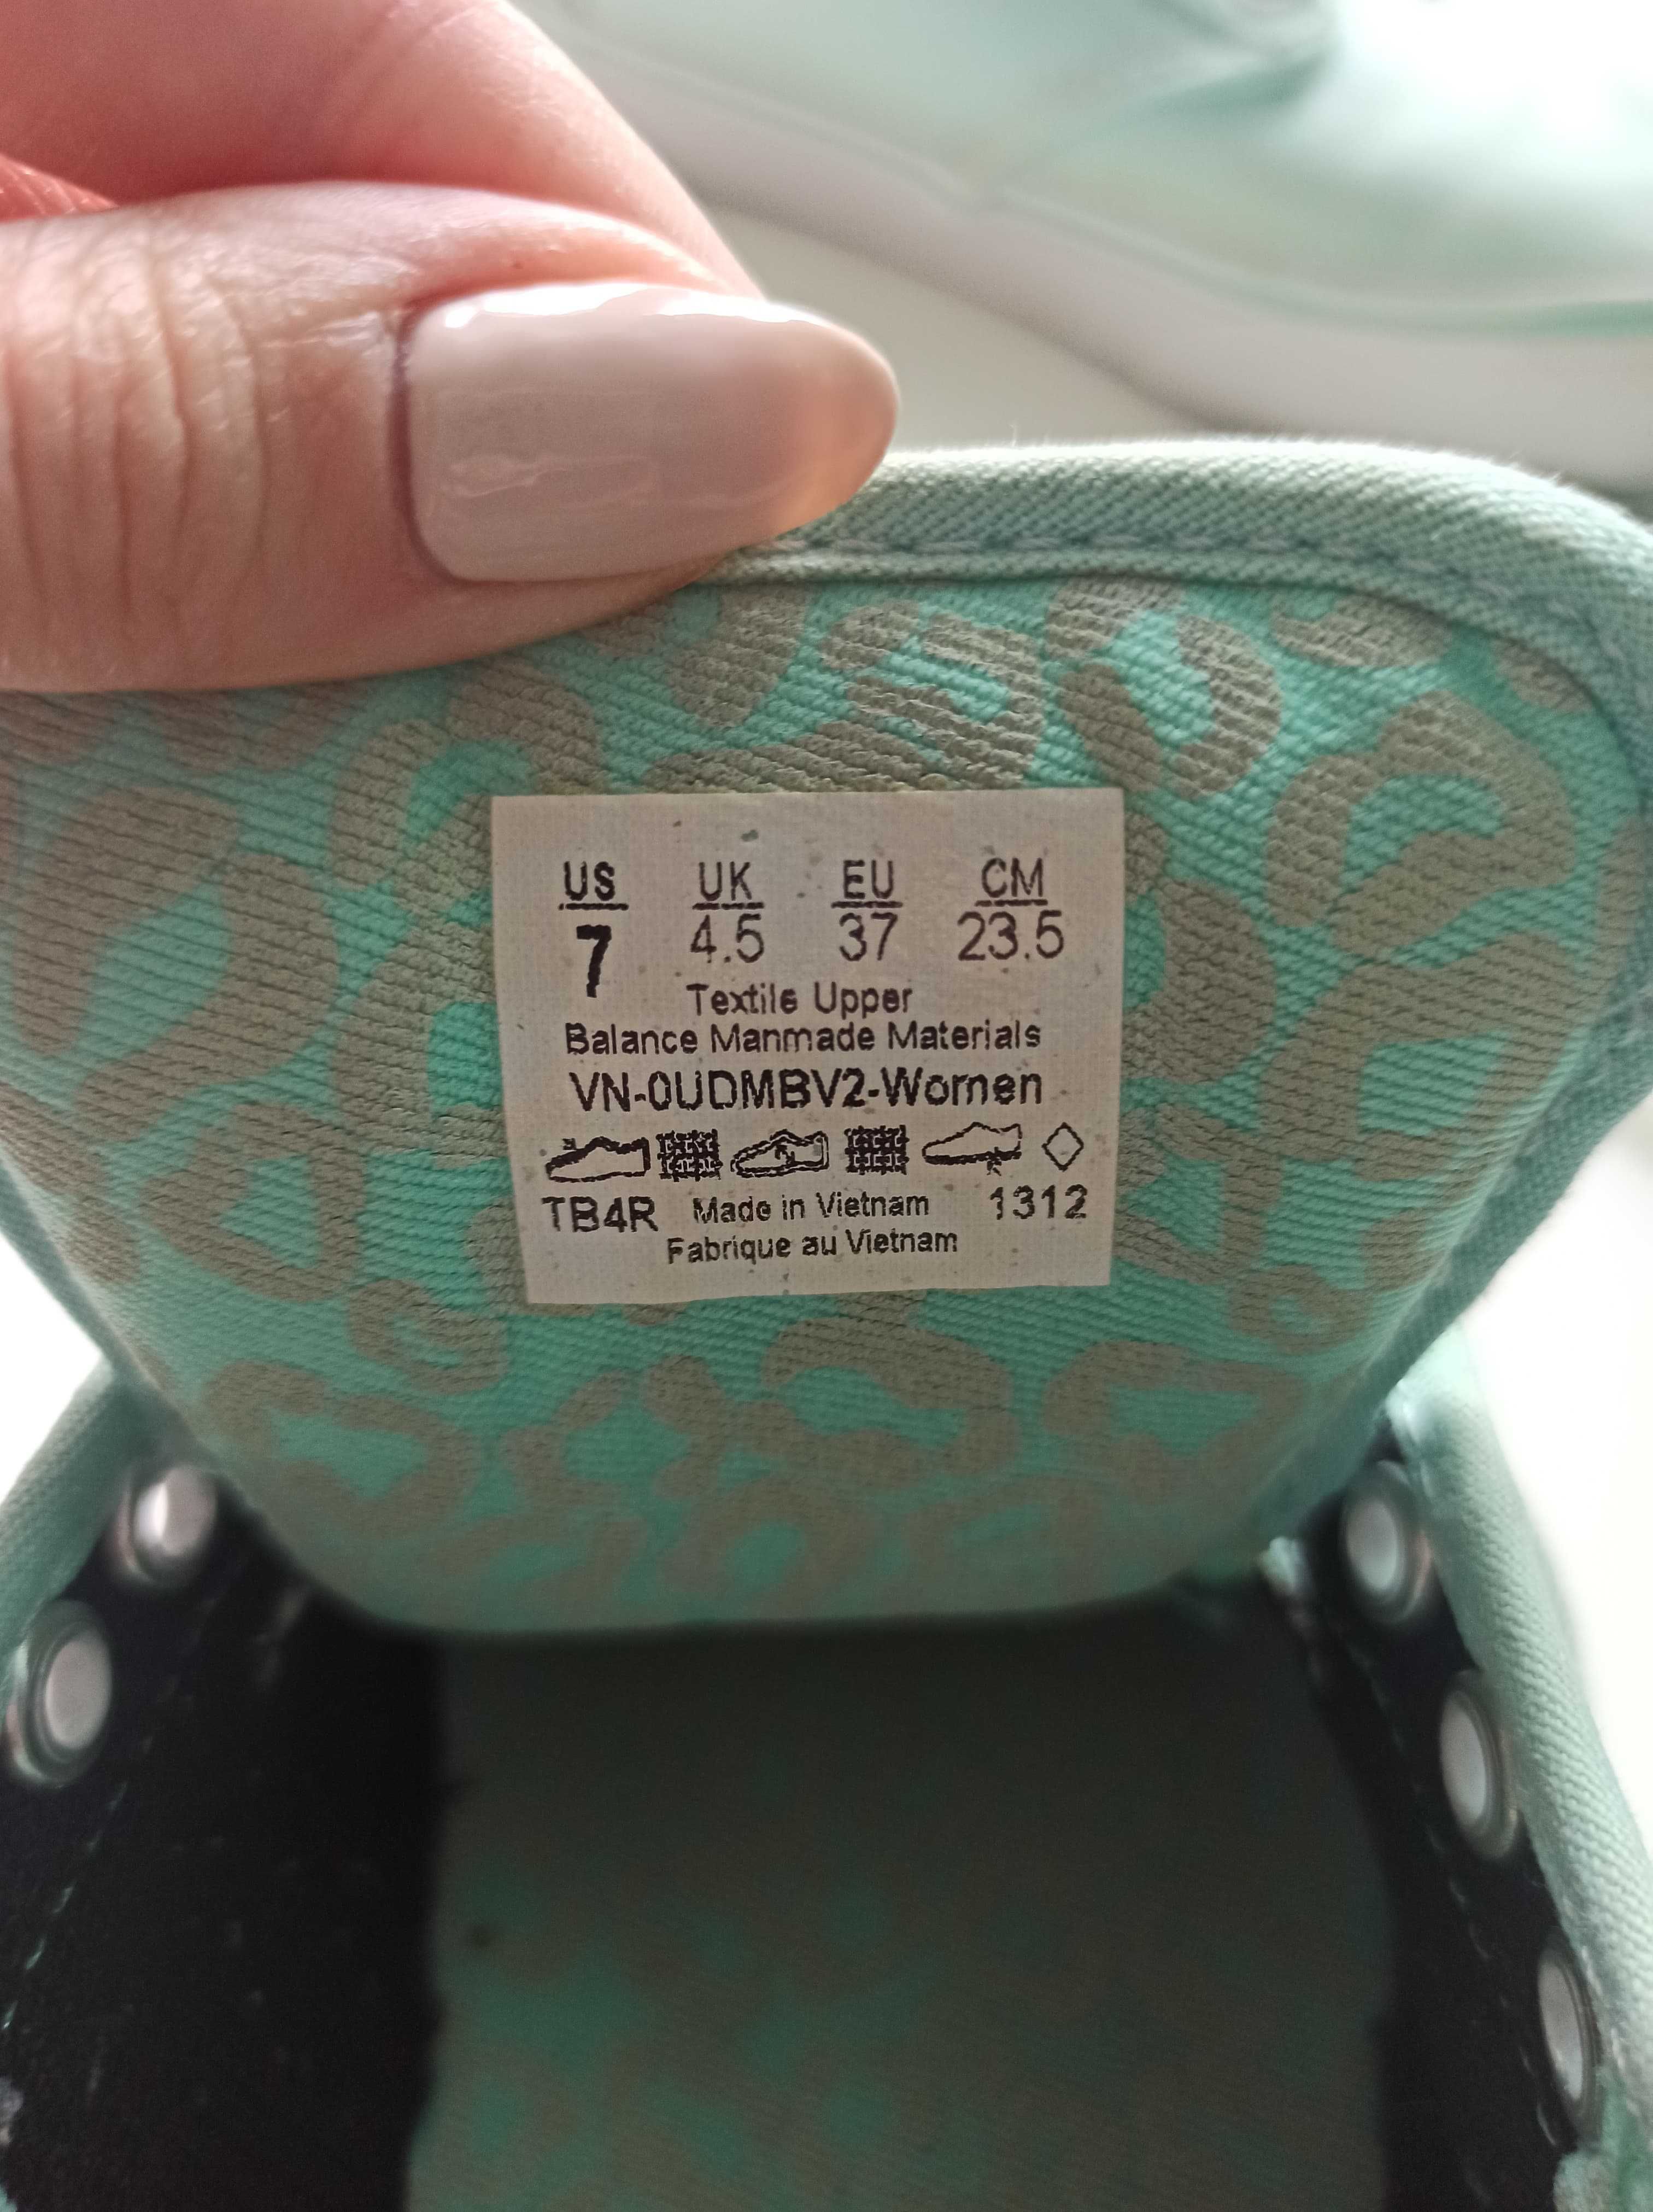 US UK EU CM
7 4.5 37 23.5
Textile Upper
Balance Manmade Materials
VN-0UDMBV2-Women
TB4R Made in Vietnam 1312
Fabrique au Vietnam